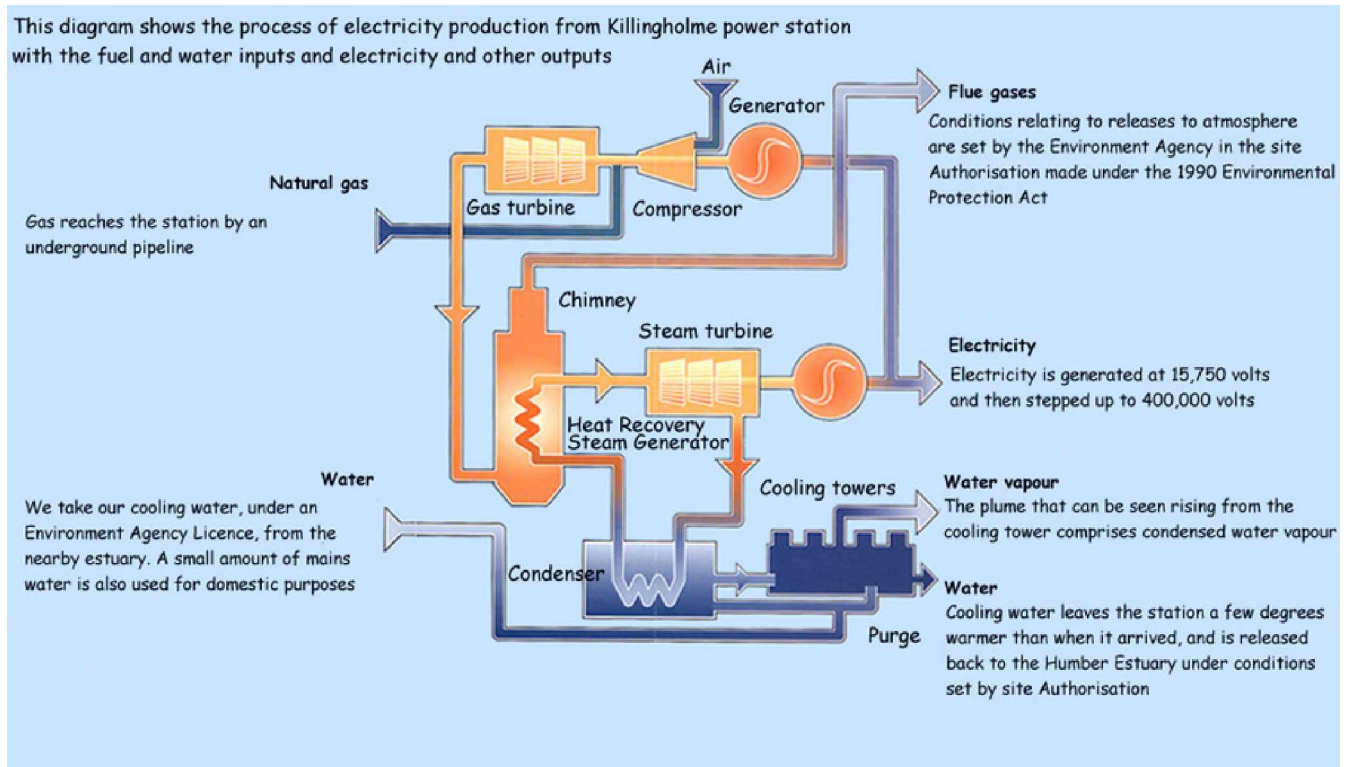 This diagram shows the process of electricity production from Killingholme power station
with the fuel and water inputs and electricity and other outputs
Air
Generator
Flue gases
Conditions relating to releases to atmosphere
are set by the Environment Agency in the site
Authorisation made under the 1990 Environmental
Protection Act
Natural gas
Gas reaches the station by an
underground pipeline
Gas turbine
Compressor
Chimney
Steam turbine
Electricity
Electricity is generated at 15,750 volts
and then stepped up to 400,000 volts
Heat Recovery
Steam Generator
Water
We take our cooling water, under an
Environment Agency Licence, from the
nearby estuary. A small amount of mains
water is also used for domestic purposes
Cooling towers
Water vapour
The plume that can be seen rising from the
cooling tower comprises condensed water vapour
Condenser
Water
Cooling water leaves the station a few degrees
warmer than when it arrived, and is released
back to the Humber Estuary under conditions
set by site Authorisation
Purge